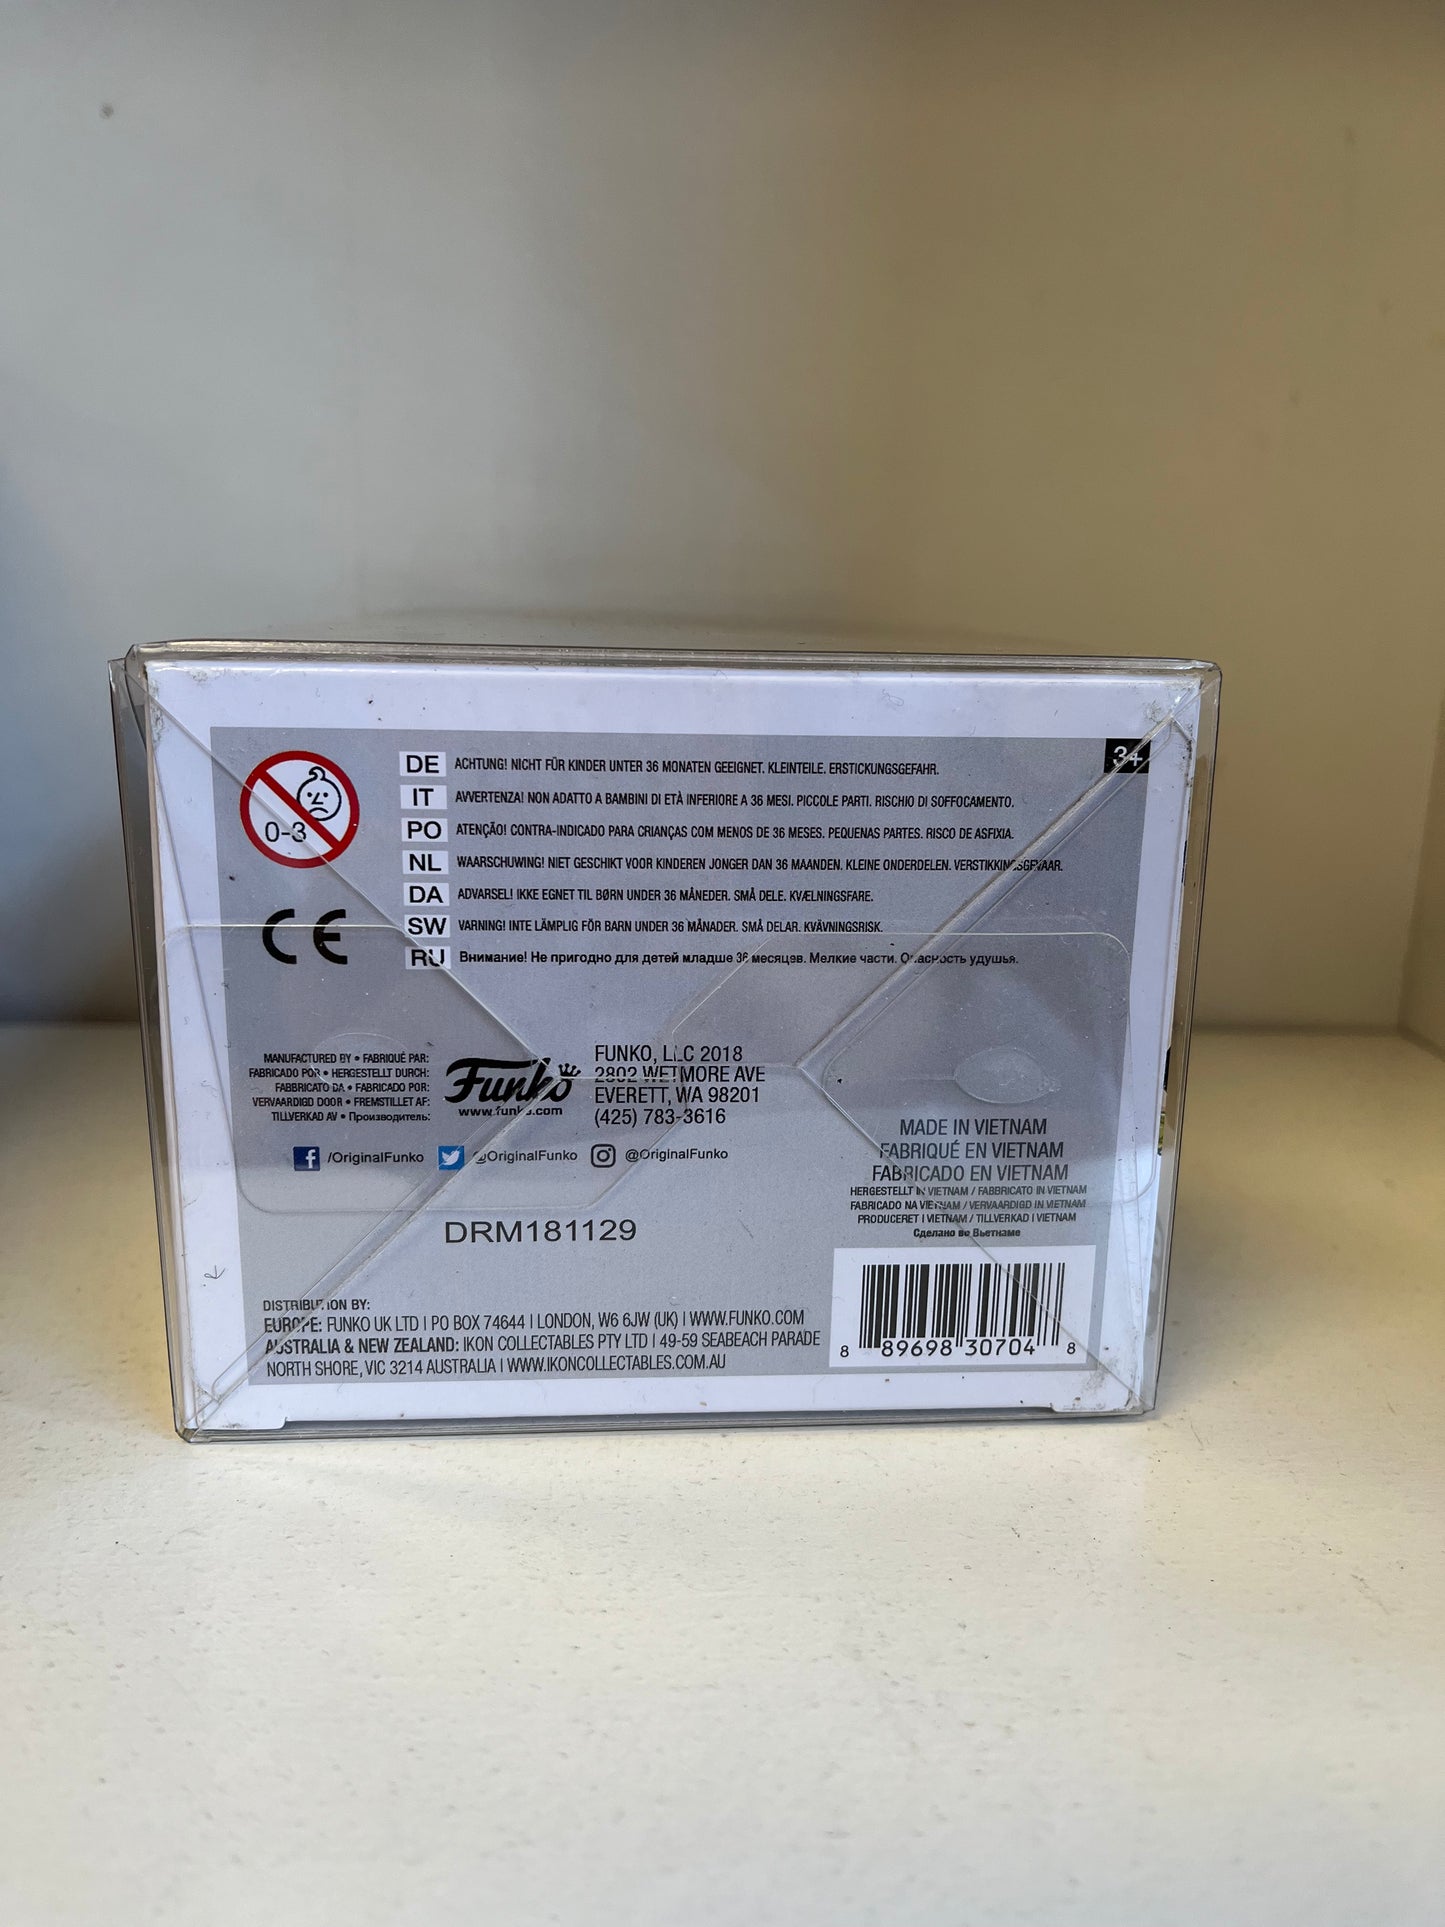 0-3
DE ACHTUNG! NICHT FÜR KINDER UNTER 36 MONATEN GEEIGNET. KLEINTEILE. ERSTICKUNGSGEFAHR.
3+
IT AVVERTENZA! NON ADATTO A BAMBINI DI ETÀ INFERIORE A 36 MESI. PICCOLE PARTI. RISCHIO DI SOFFOCAMENTO.
PO ATENÇÃO! CONTRA-INDICADO PARA CRIANÇAS COM MENOS DE 36 MESES. PEQUENAS PARTES. RISCO DE ASFIXIA.
NL WAARSCHUWING! NIET GESCHIKT VOOR KINDEREN JONGER DAN 36 MAANDEN. KLEINE ONDERDELEN. VERSTIKKINGSGEVAAR.
DA ADVARSEL! IKKE EGNET TIL BØRN UNDER 36 MÅNEDER. SMÅ DELE. KVÆLNINGSFARE.
SW VARNING! INTE LÄMPLIG FÖR BARN UNDER 36 MÅNADER. SMÅ DELAR. KVÄVNINGSRISK.
RU Внимание! Не пригодно для детей младше 36 месяцев. Мелкие части. Опасность удушья.
CE
MANUFACTURED BY • FABRIQUÉ PAR:
FABRICADO POR • HERGESTELLT DURCH:
FABBRICATO DA • FABRICADO POR:
VERVAARDIGD DOOR • FREMSTILLET AF:
TILLVERKAD AV • Производитель:
Funko
www.funko.com
FUNKO, LLC 2018
2802 WETMORE AVE
EVERETT, WA 98201
(425) 783-3616
/OriginalFunko @OriginalFunko @OriginalFunko
MADE IN VIETNAM
FABRIQUÉ EN VIETNAM
FABRICADO EN VIETNAM
HERGESTELLT IN VIETNAM / FABBRICATO IN VIETNAM
FABRICADO NA VIETNAM / VERVAARDIGD IN VIETNAM
PRODUCERET I VIETNAM / TILLVERKAD I VIETNAM
Сделано во Вьетнаме
DRM181129
DISTRIBUTION BY:
EUROPE: FUNKO UK LTD | PO BOX 74644 | LONDON, W6 6JW (UK) | WWW.FUNKO.COM
AUSTRALIA & NEW ZEALAND: IKON COLLECTABLES PTY LTD | 49-59 SEABEACH PARADE
NORTH SHORE, VIC 3214 AUSTRALIA | WWW.IKONCOLLECTABLES.COM.AU
8 89698 30704 8